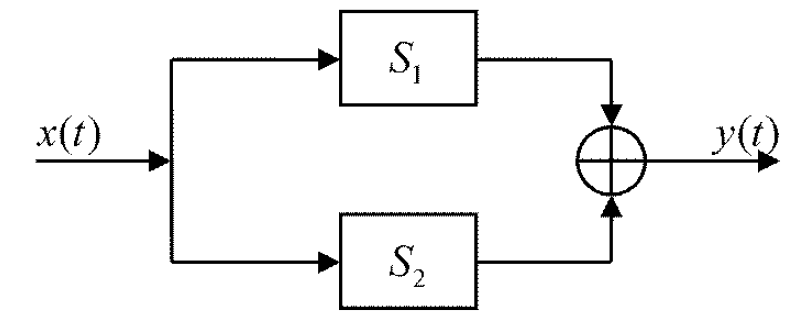 S₁
x(t)
y(t)
S₂